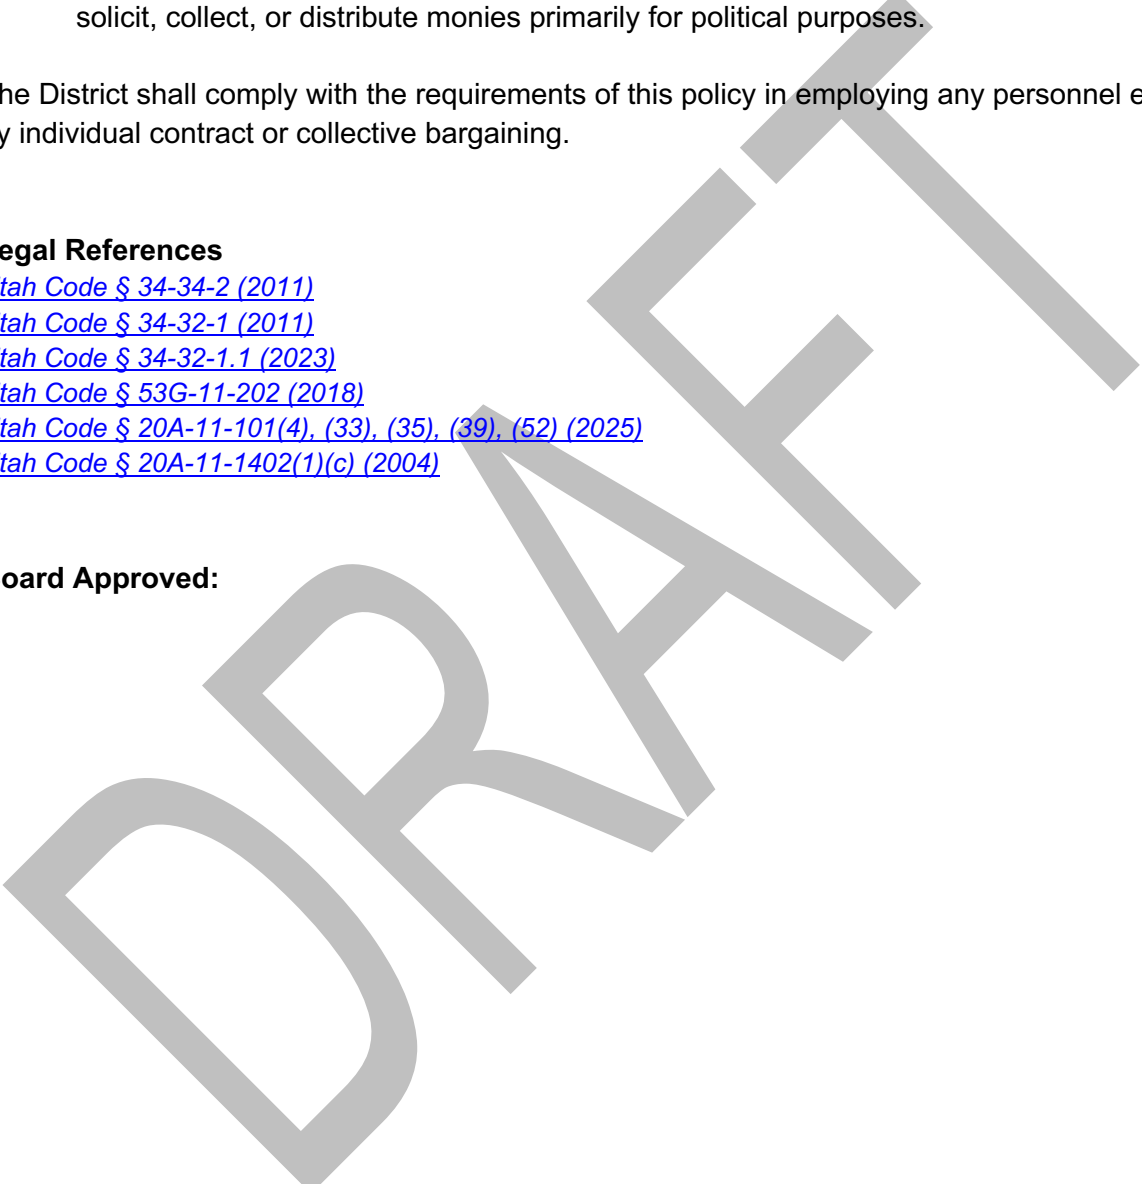 solicit, collect, or distribute monies primarily for political purposes.
he District shall comply with the requirements of this policy in employing any personnel e
y individual contract or collective bargaining.
egal References
tah Code § 34-34-2 (2011)
tah Code § 34-32-1 (2011)
tah Code § 34-32-1.1 (2023)
tah Code § 53G-11-202 (2018)
tah Code § 20A-11-101(4), (33), (35), (39), (52) (2025)
tah Code § 20A-11-1402(1)(c) (2004)
oard Approved:
DRAFT